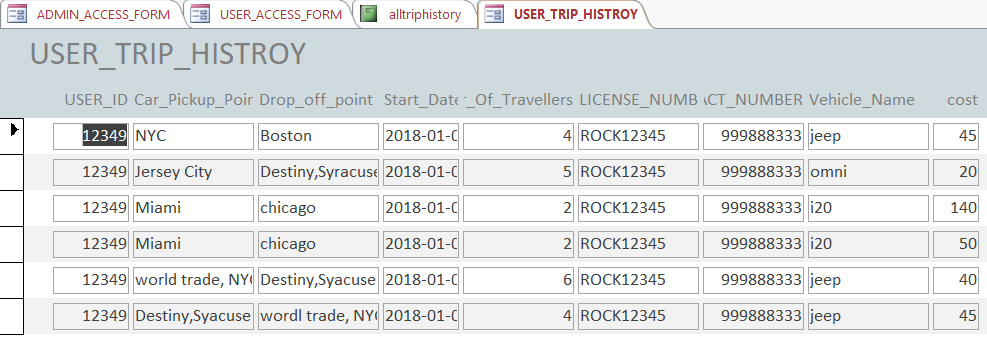 ADMIN_ACCESS_FORM USER_ACCESS_FORM alltriphistory USER_TRIP_HISTROY
USER_TRIP_HISTROY
USER_ID Car_Pickup_Poin Drop_off_point Start_Date _Of_Travellers LICENSE_NUMB ACT_NUMBER Vehicle_Name cost
12349 NYC Boston 2018-01-0 4 ROCK12345 999888333 jeep 45
12349 Jersey City Destiny,Syracuse 2018-01-0 5 ROCK12345 999888333 omni 20
12349 Miami chicago 2018-01-0 2 ROCK12345 999888333 i20 140
12349 Miami chicago 2018-01-0 2 ROCK12345 999888333 i20 50
12349 world trade, NYC Destiny,Syacuse 2018-01-0 6 ROCK12345 999888333 jeep 40
12349 Destiny,Syacuse wordl trade, NYC 2018-01-0 4 ROCK12345 999888333 jeep 45